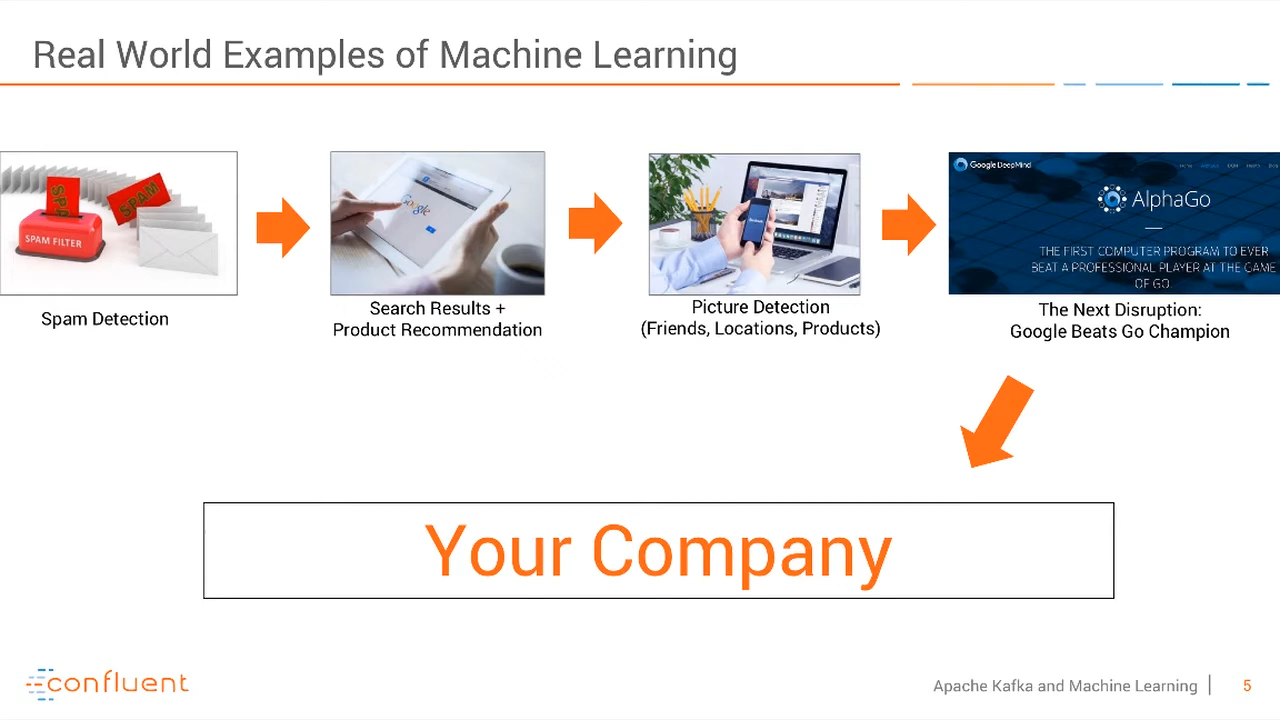 Real World Examples of Machine Learning
SPAM
SPAM
SPAM FILTER
Google
Google DeepMind
AlphaGo
THE FIRST COMPUTER PROGRAM TO EVER
BEAT A PROFESSIONAL PLAYER AT THE GAME
OF GO.
Spam Detection
Search Results +
Product Recommendation
Picture Detection
(Friends, Locations, Products)
The Next Disruption:
Google Beats Go Champion
Your Company
confluent
Apache Kafka and Machine Learning
5